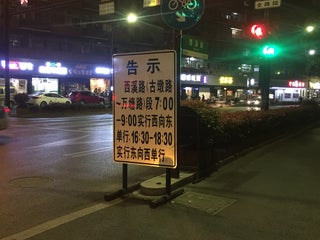 告示
西溪路(古墩路
—万塘路)段7:00
-9:00实行西向东
单行;16:30-18:30
实行东向西单行